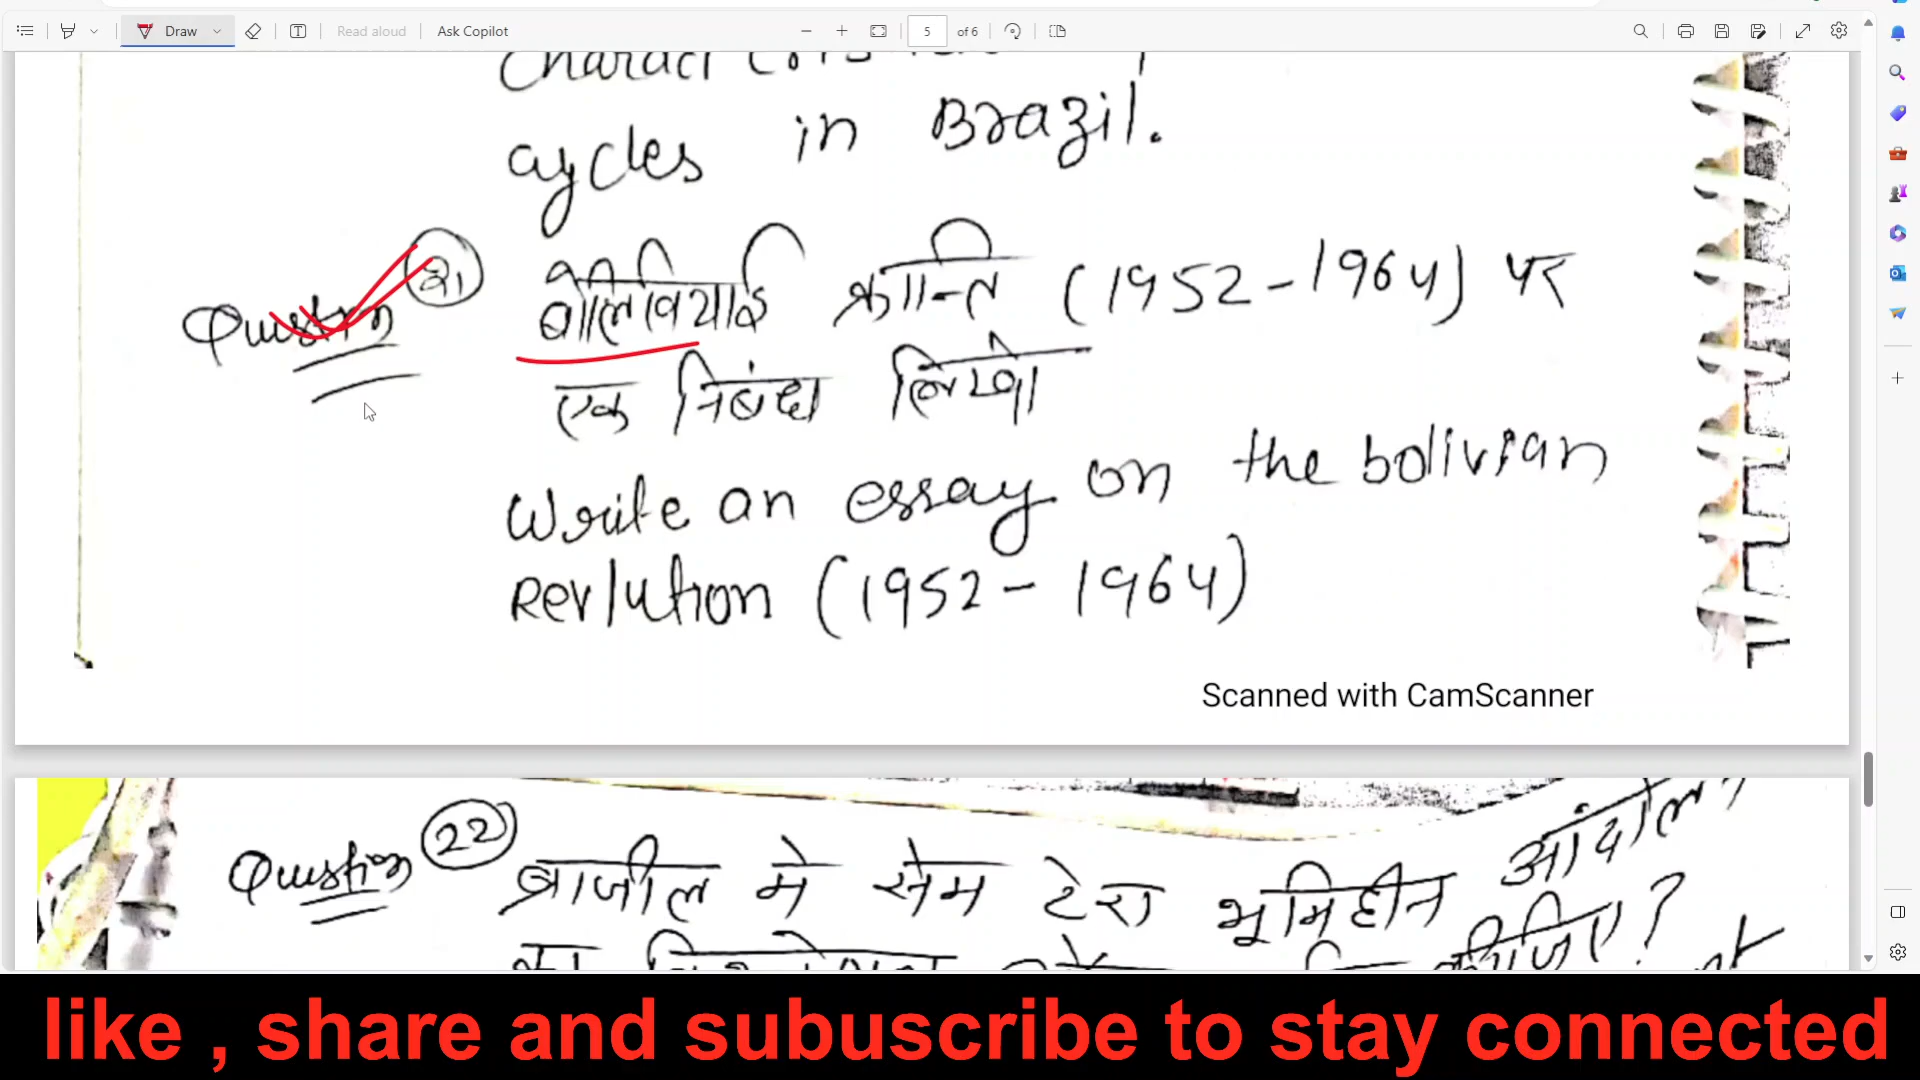 Draw
Read aloud
Ask Copilot
5
of 6
cycles in Brazil.
Question 21 बोलिवियाई क्रान्ति (1952-1964) पर
एक निबंध लिखो
Write an essay on the bolivian
Revlution (1952-1964)
Scanned with CamScanner
Question 22 ब्राजील मे सेम टेरा भूमिहीन आंदोलन
कीजिए?
like , share and subuscribe to stay connected